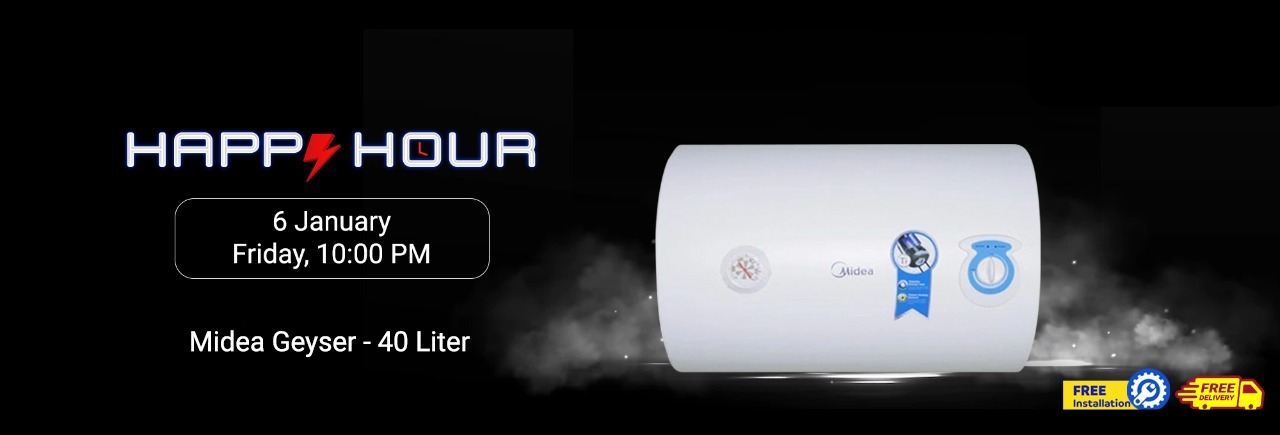 HAPPY HOUR
6 January
Friday, 10:00 PM
Midea Geyser - 40 Liter
Midea
FREE
Installation
FREE
DELIVERY